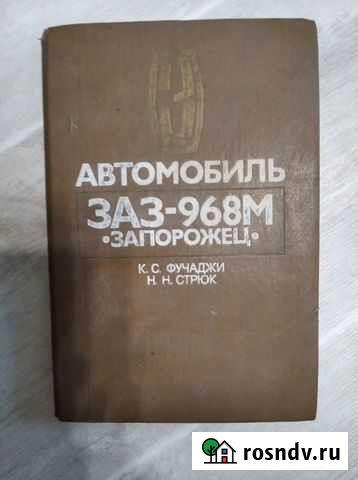 АВТОМОБИЛЬ
ЗАЗ-968М
•ЗАПОРОЖЕЦ•
К. С. ФУЧАДЖИ
Н. Н. СТРЮК
rosndv.ru